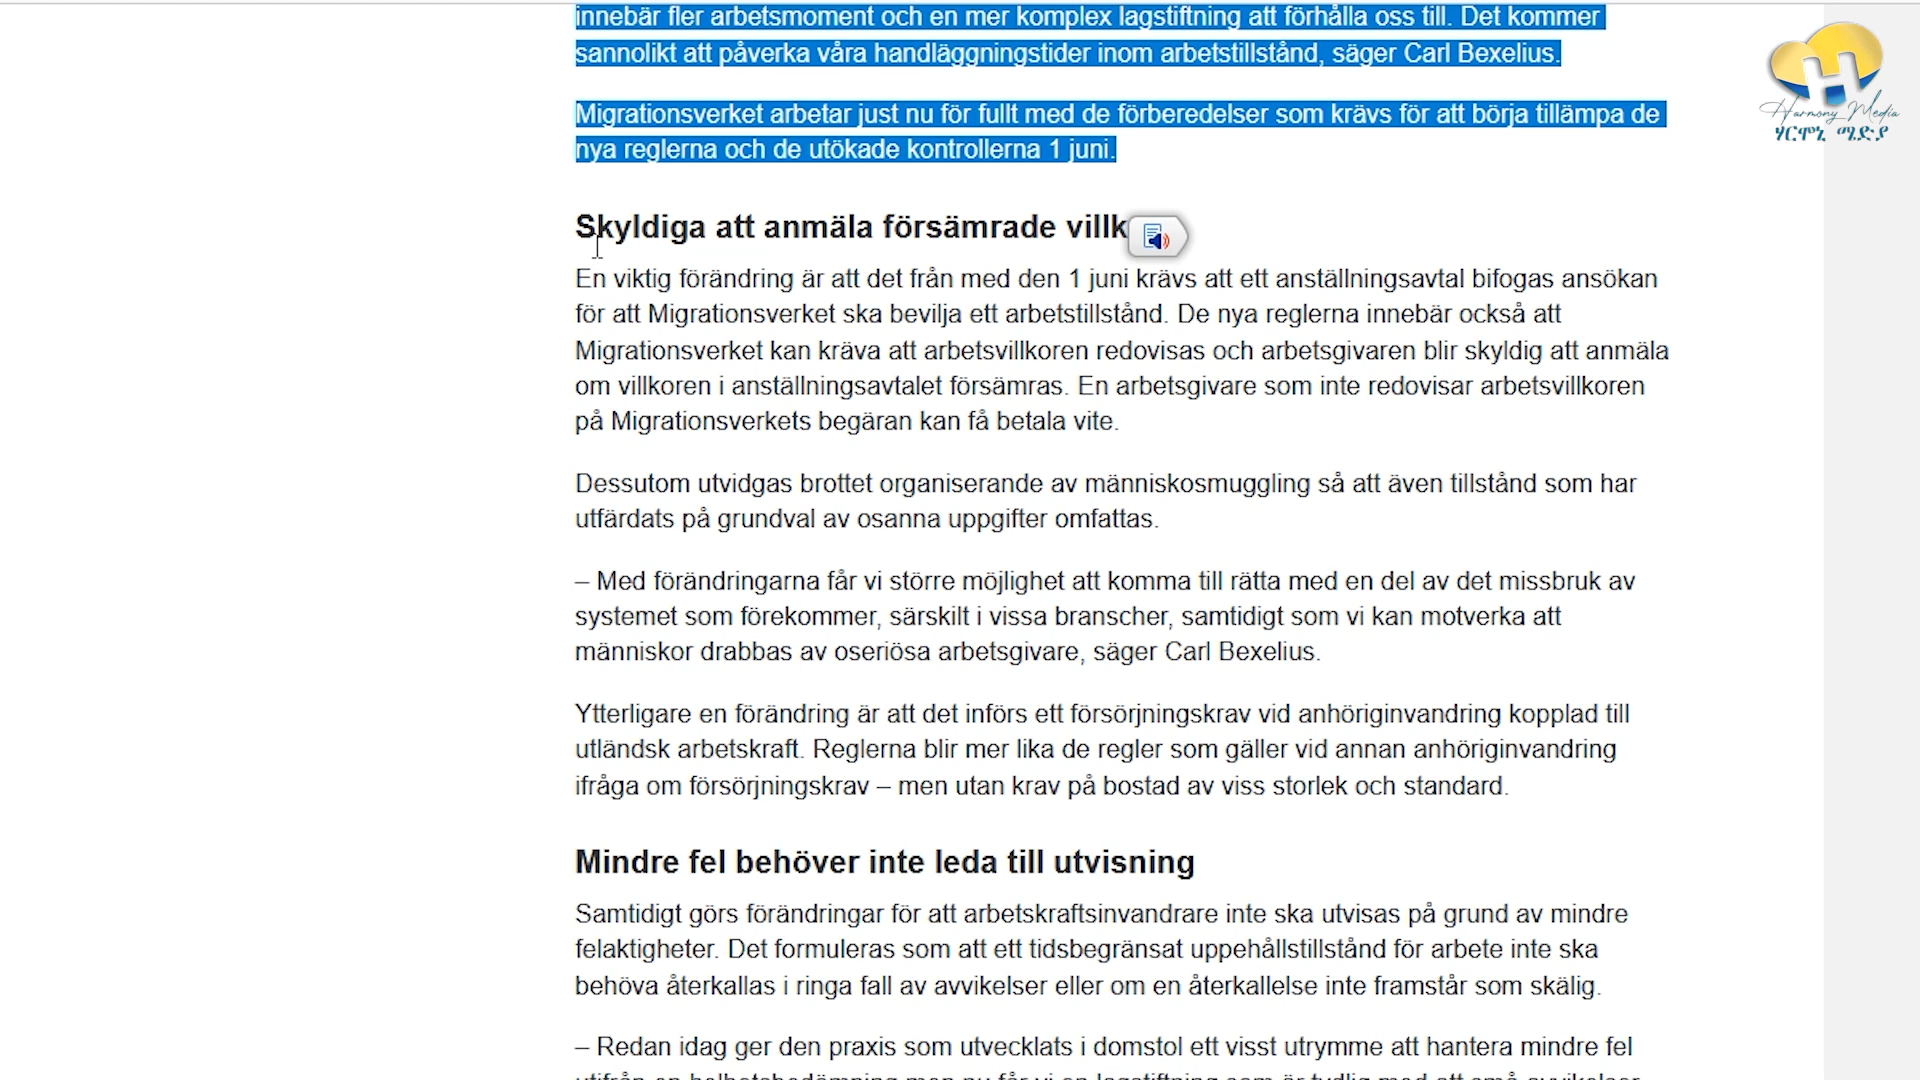 innebär fler arbetsmoment och en mer komplex lagstiftning att förhålla oss till. Det kommer
sannolikt att påverka våra handläggningstider inom arbetstillstånd, säger Carl Bexelius.
Harmony Media
ሃርሞኒ ሚድያ
Migrationsverket arbetar just nu för fullt med de förberedelser som krävs för att börja tillämpa de
nya reglerna och de utökade kontrollerna 1 juni.
Skyldiga att anmäla försämrade villk
En viktig förändring är att det från med den 1 juni krävs att ett anställningsavtal bifogas ansökan
för att Migrationsverket ska bevilja ett arbetstillstånd. De nya reglerna innebär också att
Migrationsverket kan kräva att arbetsvillkoren redovisas och arbetsgivaren blir skyldig att anmäla
om villkoren i anställningsavtalet försämras. En arbetsgivare som inte redovisar arbetsvillkoren
på Migrationsverkets begäran kan få betala vite.
Dessutom utvidgas brottet organiserande av människosmuggling så att även tillstånd som har
utfärdats på grundval av osanna uppgifter omfattas.
– Med förändringarna får vi större möjlighet att komma till rätta med en del av det missbruk av
systemet som förekommer, särskilt i vissa branscher, samtidigt som vi kan motverka att
människor drabbas av oseriösa arbetsgivare, säger Carl Bexelius.
Ytterligare en förändring är att det införs ett försörjningskrav vid anhöriginvandring kopplad till
utländsk arbetskraft. Reglerna blir mer lika de regler som gäller vid annan anhöriginvandring
ifråga om försörjningskrav – men utan krav på bostad av viss storlek och standard.
Mindre fel behöver inte leda till utvisning
Samtidigt görs förändringar för att arbetskraftsinvandrare inte ska utvisas på grund av mindre
felaktigheter. Det formuleras som att ett tidsbegränsat uppehållstillstånd för arbete inte ska
behöva återkallas i ringa fall av avvikelser eller om en återkallelse inte framstår som skälig.
– Redan idag ger den praxis som utvecklats i domstol ett visst utrymme att hantera mindre fel